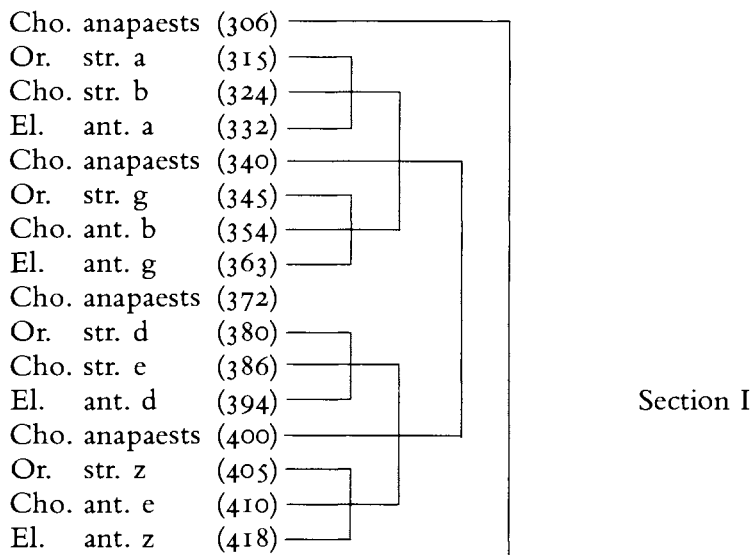 Cho. anapaests (306)
Or. str. a (315)
Cho. str. b (324)
El. ant. a (332)
Cho. anapaests (340)
Or. str. g (345)
Cho. ant. b (354)
El. ant. g (363)
Cho. anapaests (372)
Or. str. d (380)
Cho. str. e (386)
El. ant. d (394) Section I
Cho. anapaests (400)
Or. str. z (405)
Cho. ant. e (410)
El. ant. z (418)